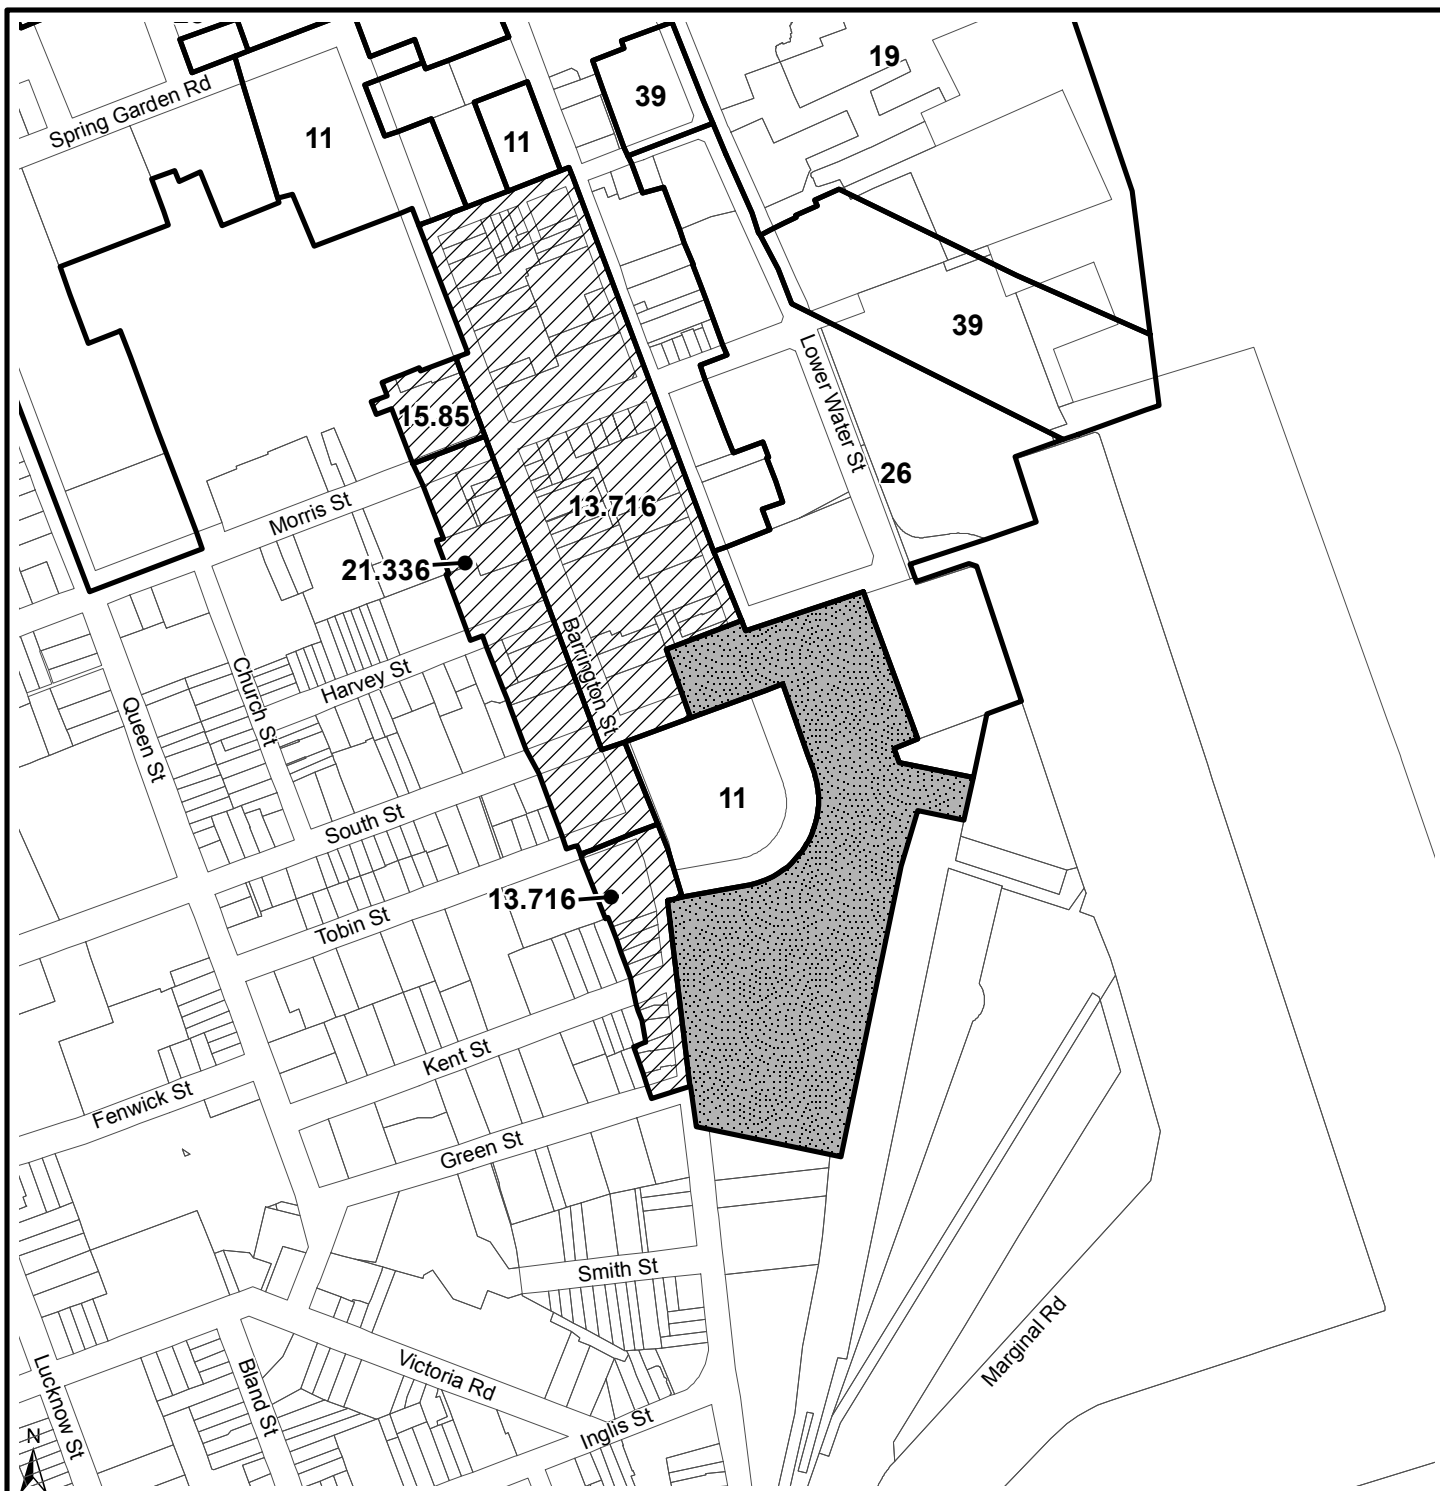 19
39
Spring Garden Rd
11
11
39
Lower Water St
15.85
26
13.716
Morris St
21.336
Barrington St
Harvey St
Church St
Queen St
11
South St
13.716
Tobin St
Kent St
Fenwick St
Green St
Smith St
Marginal Rd
Victoria Rd
Lucknow St
Bland St
Inglis St
N